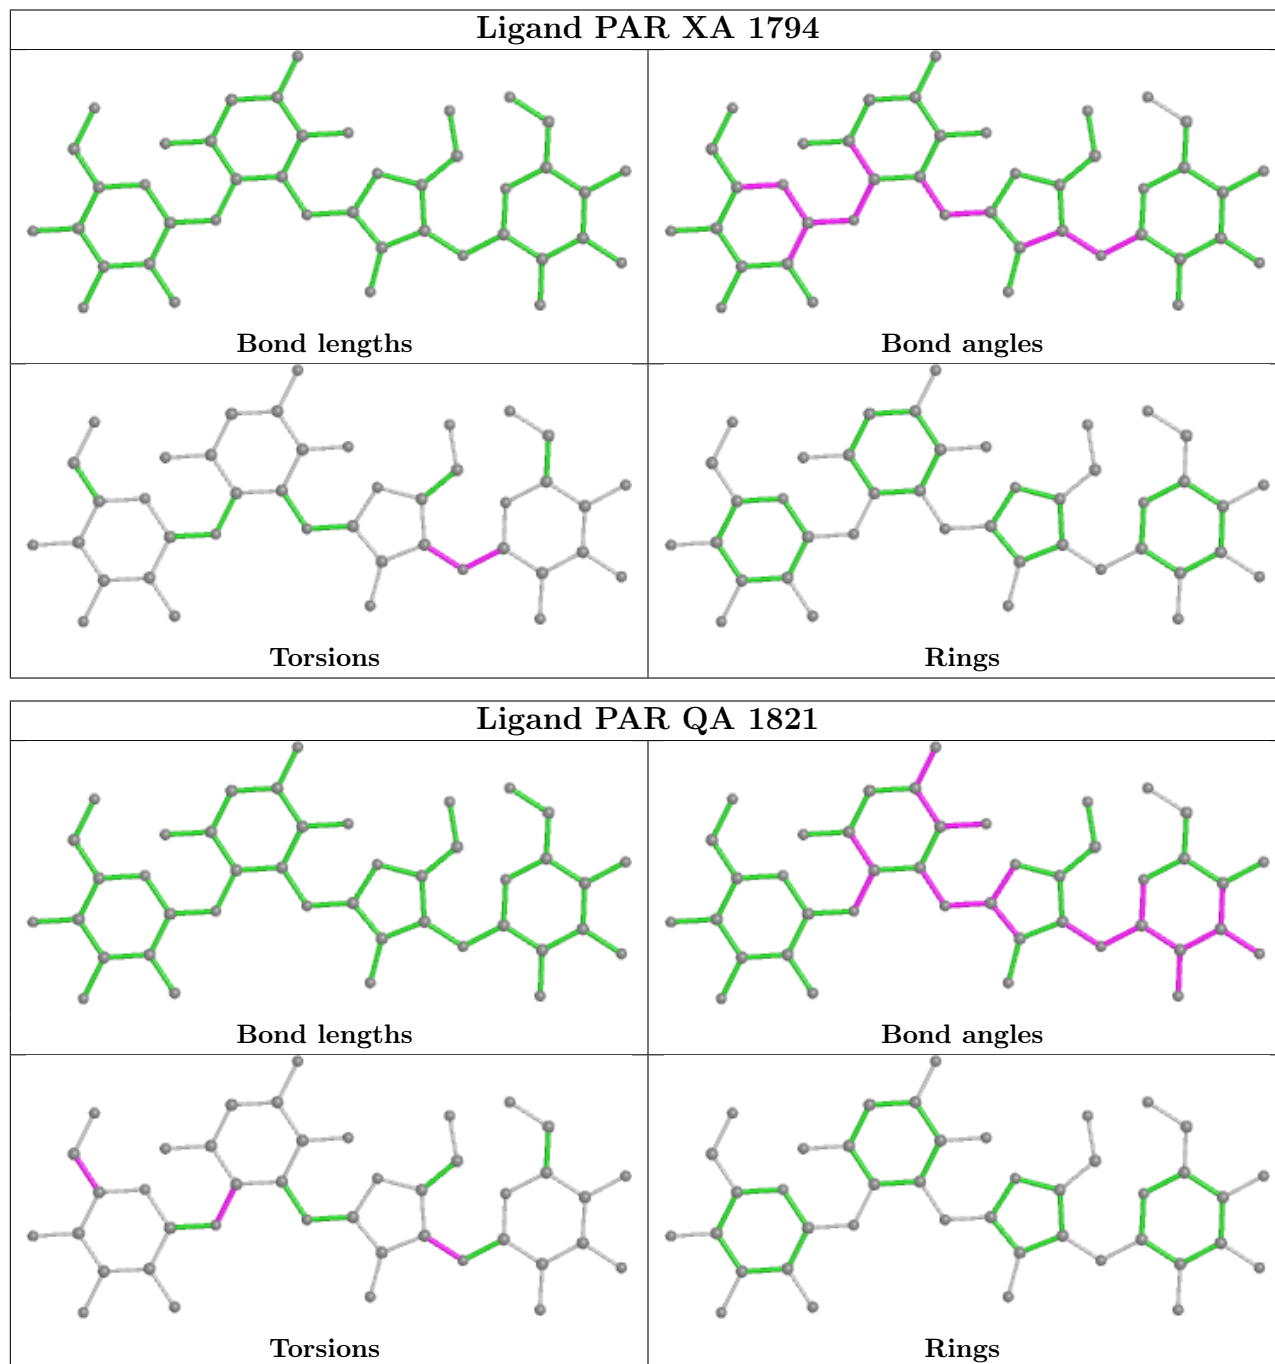 Ligand PAR XA 1794
Bond lengths
Bond angles
Torsions
Rings
Ligand PAR QA 1821
Bond lengths
Bond angles
Torsions
Rings